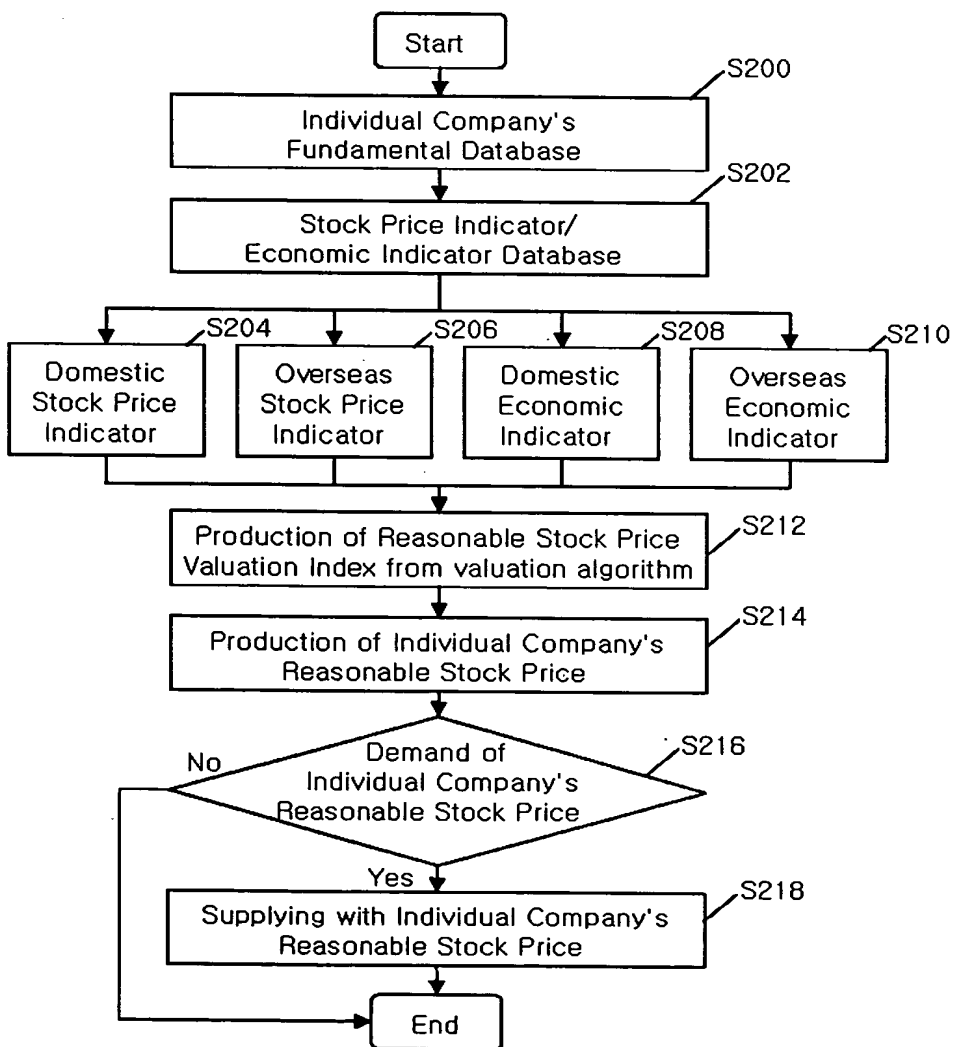 Start
S200
Individual Company's
Fundamental Database
S202
Stock Price Indicator/
Economic Indicator Database
S204
S206
S208
S210
Domestic
Stock Price
Indicator
Overseas
Stock Price
Indicator
Domestic
Economic
Indicator
Overseas
Economic
Indicator
S212
Production of Reasonable Stock Price
Valuation Index from valuation algorithm
S214
Production of Individual Company's
Reasonable Stock Price
S216
No
Demand of
Individual Company's
Reasonable Stock Price
Yes
S218
Supplying with Individual Company's
Reasonable Stock Price
End